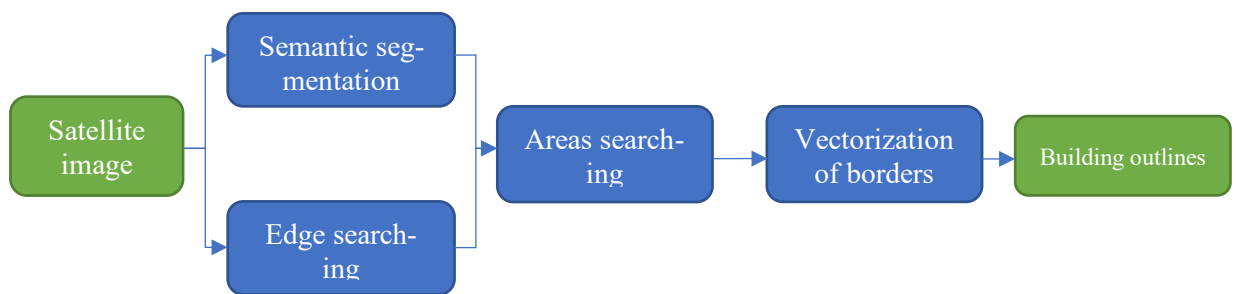 Satellite
image
Semantic seg-
mentation
Edge search-
ing
Areas search-
ing
Vectorization
of borders
Building outlines